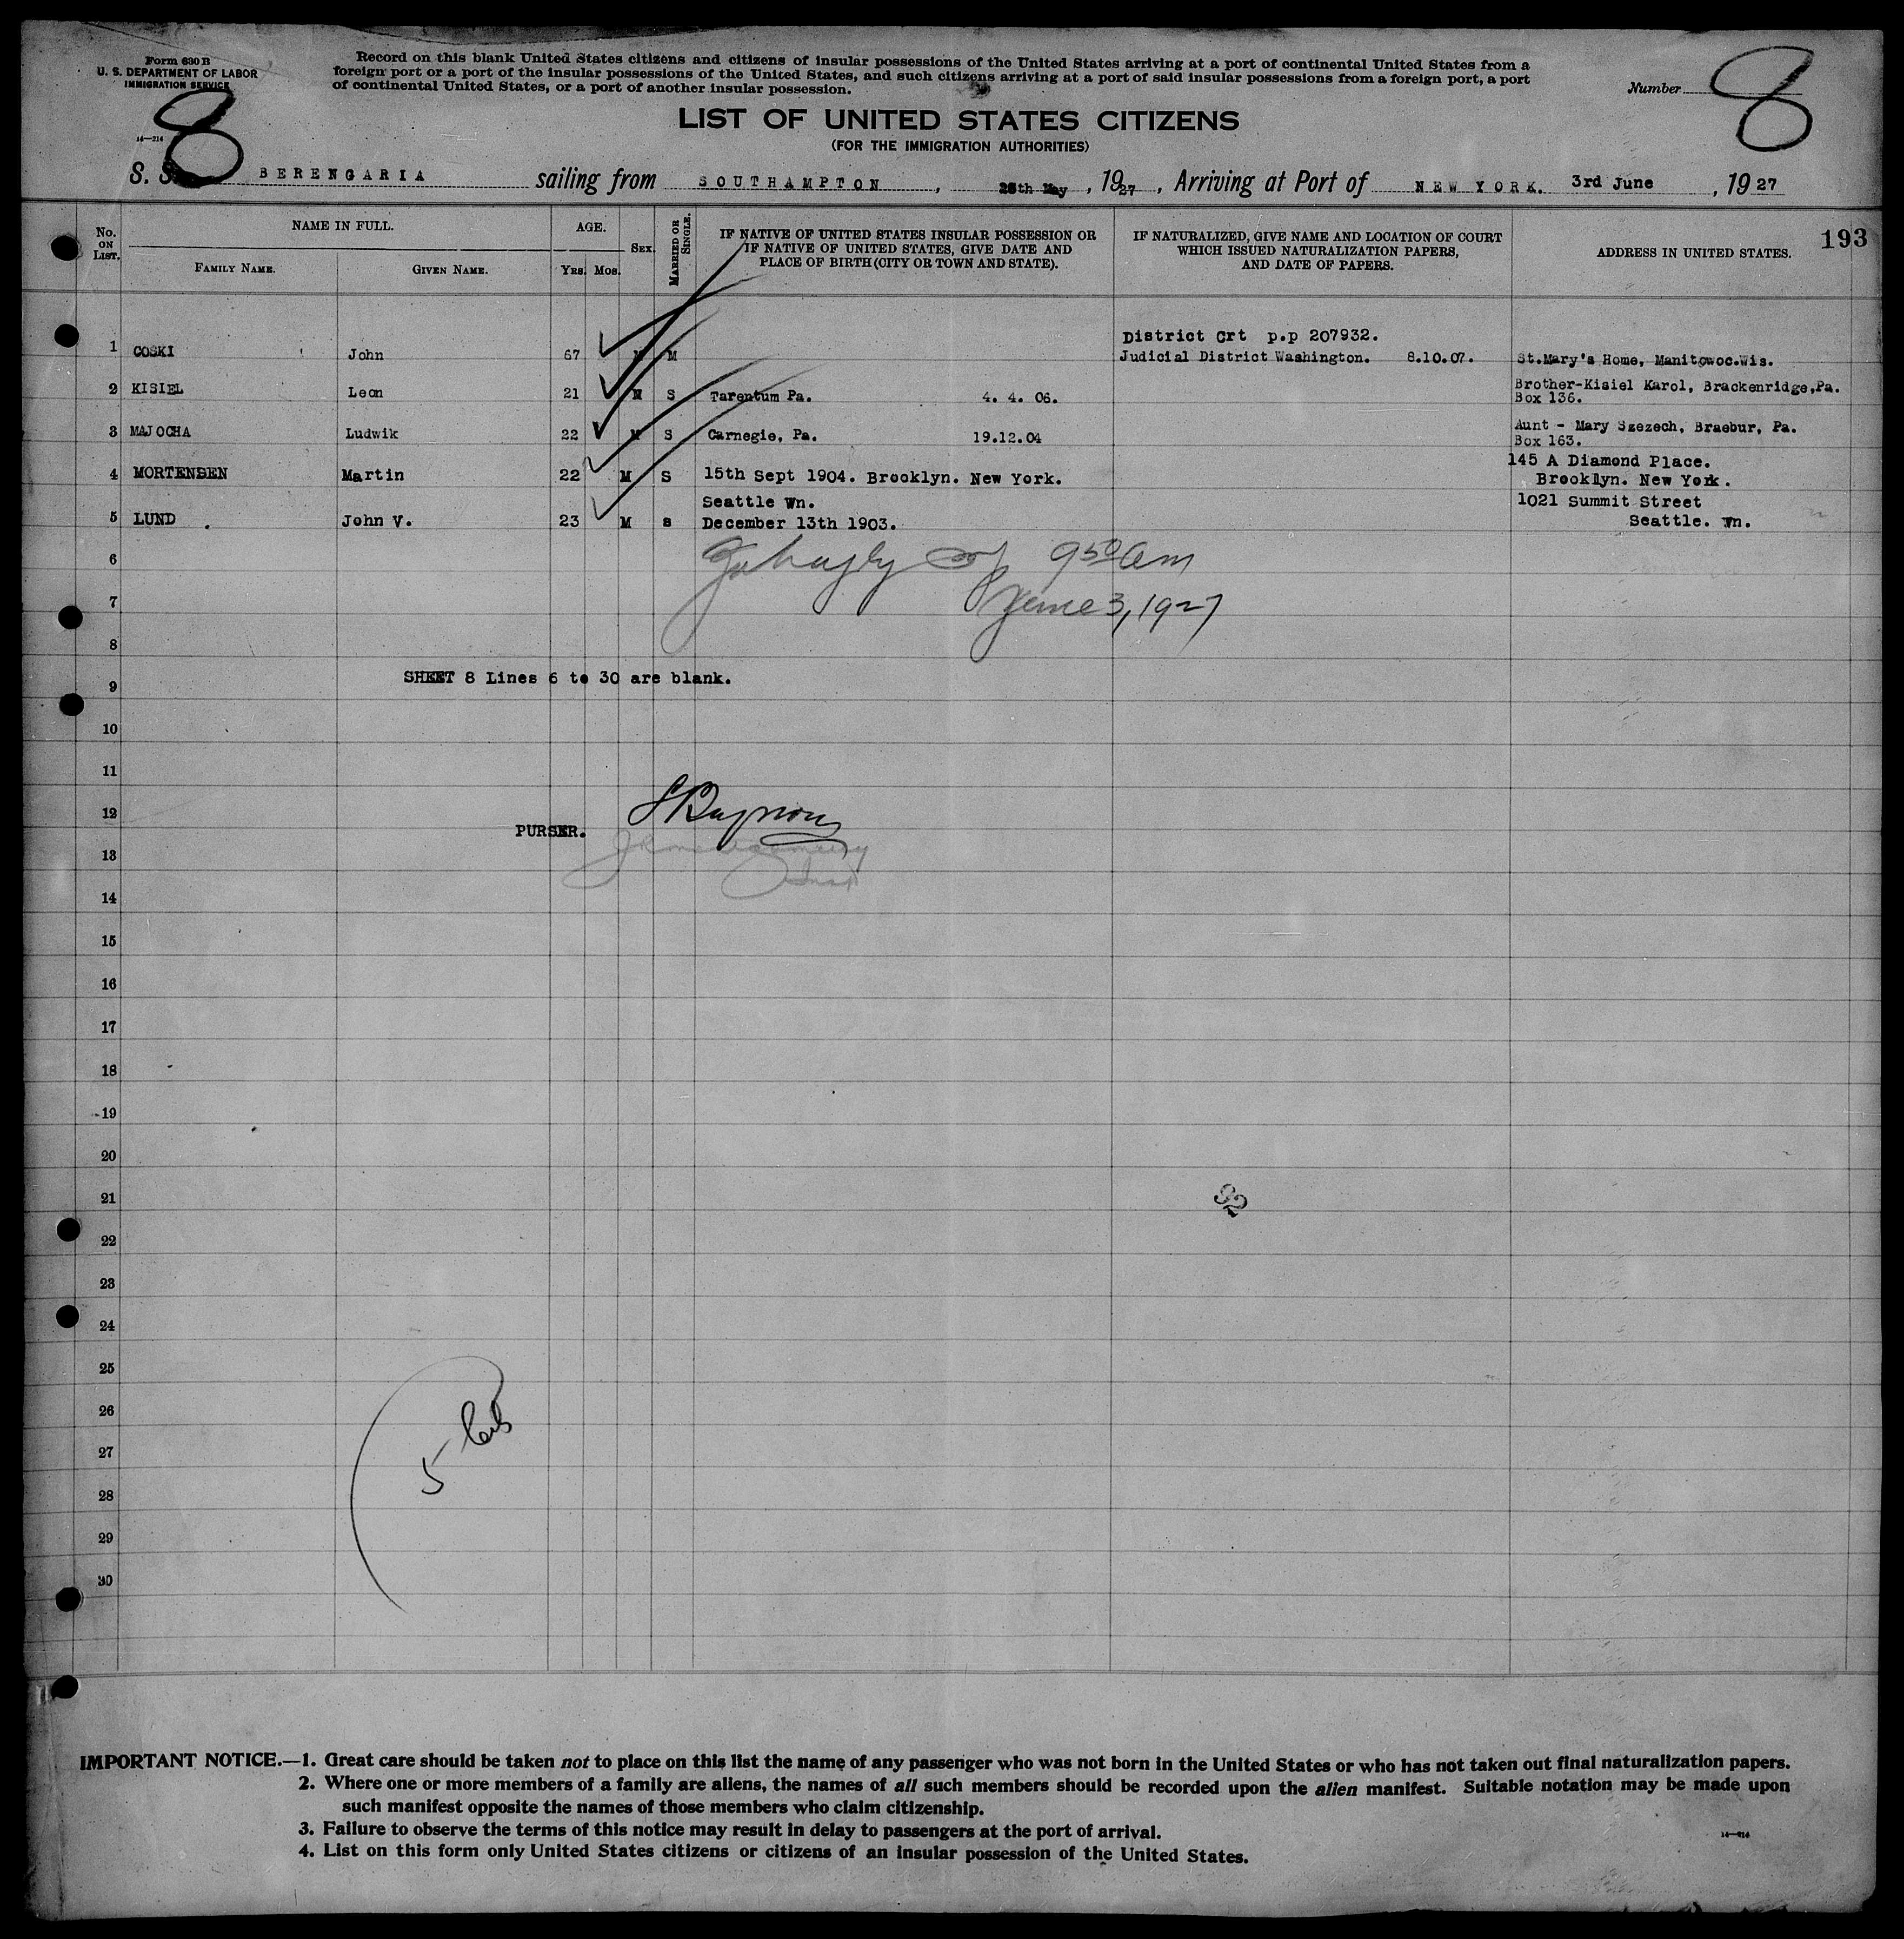 Form 630 B
U. S. DEPARTMENT OF LABOR
IMMIGRATION SERVICE
14—214
8
Record on this blank United States citizens and citizens of insular possessions of the United States arriving at a port of continental United States from a
foreign port or a port of the insular possessions of the United States, and such citizens arriving at a port of said insular possessions from a foreign port, a port
of continental United States, or a port of another insular possession.
Number 8
LIST OF UNITED STATES CITIZENS
(FOR THE IMMIGRATION AUTHORITIES)
S. S. BERENGARIA sailing from SOUTHAMPTON, May, 1927, Arriving at Port of NEW YORK. 3rd June, 1927
193
No. ON LIST. NAME IN FULL. FAMILY NAME. GIVEN NAME. AGE. YRS. MOS. SEX. MARRIED OR SINGLE. IF NATIVE OF UNITED STATES INSULAR POSSESSION OR IF NATIVE OF UNITED STATES, GIVE DATE AND PLACE OF BIRTH (CITY OR TOWN AND STATE). IF NATURALIZED, GIVE NAME AND LOCATION OF COURT WHICH ISSUED NATURALIZATION PAPERS, AND DATE OF PAPERS. ADDRESS IN UNITED STATES.
District Crt p.p 207932.
1 COSKI John 67 M M Judicial District Washington. 8.10.07. St.Mary's Home, Manitowoc.Wis.
2 KISIEL Leon 21 M S Tarentum Pa. 4. 4. 06. Brother-Kisiel Karol, Brackenridge,Pa.
Box 136.
3 MAJOCHA Ludwik 22 M S Carnegie, Pa. 19.12.04 Aunt - Mary Szezech, Braebur, Pa.
Box 163.
145 A Diamond Place.
4 MORTENSEN Martin 22 M S 15th Sept 1904. Brooklyn. New York. Brooklyn. New York.
Seattle Wn. 1021 Summit Street
5 LUND John V. 23 M s December 13th 1903. Seattle. Wn.
6 9 50 am
7 June 3, 1927
8
SHEET 8 Lines 6 to 30 are blank.
9
10
11
12
PURSER.
13
14
15
16
17
18
19
20
21
92
22
23
24
25
26
27
5
28
29
30
IMPORTANT NOTICE.—1. Great care should be taken not to place on this list the name of any passenger who was not born in the United States or who has not taken out final naturalization papers.
2. Where one or more members of a family are aliens, the names of all such members should be recorded upon the alien manifest. Suitable notation may be made upon
such manifest opposite the names of those members who claim citizenship.
3. Failure to observe the terms of this notice may result in delay to passengers at the port of arrival.
14—214
4. List on this form only United States citizens or citizens of an insular possession of the United States.